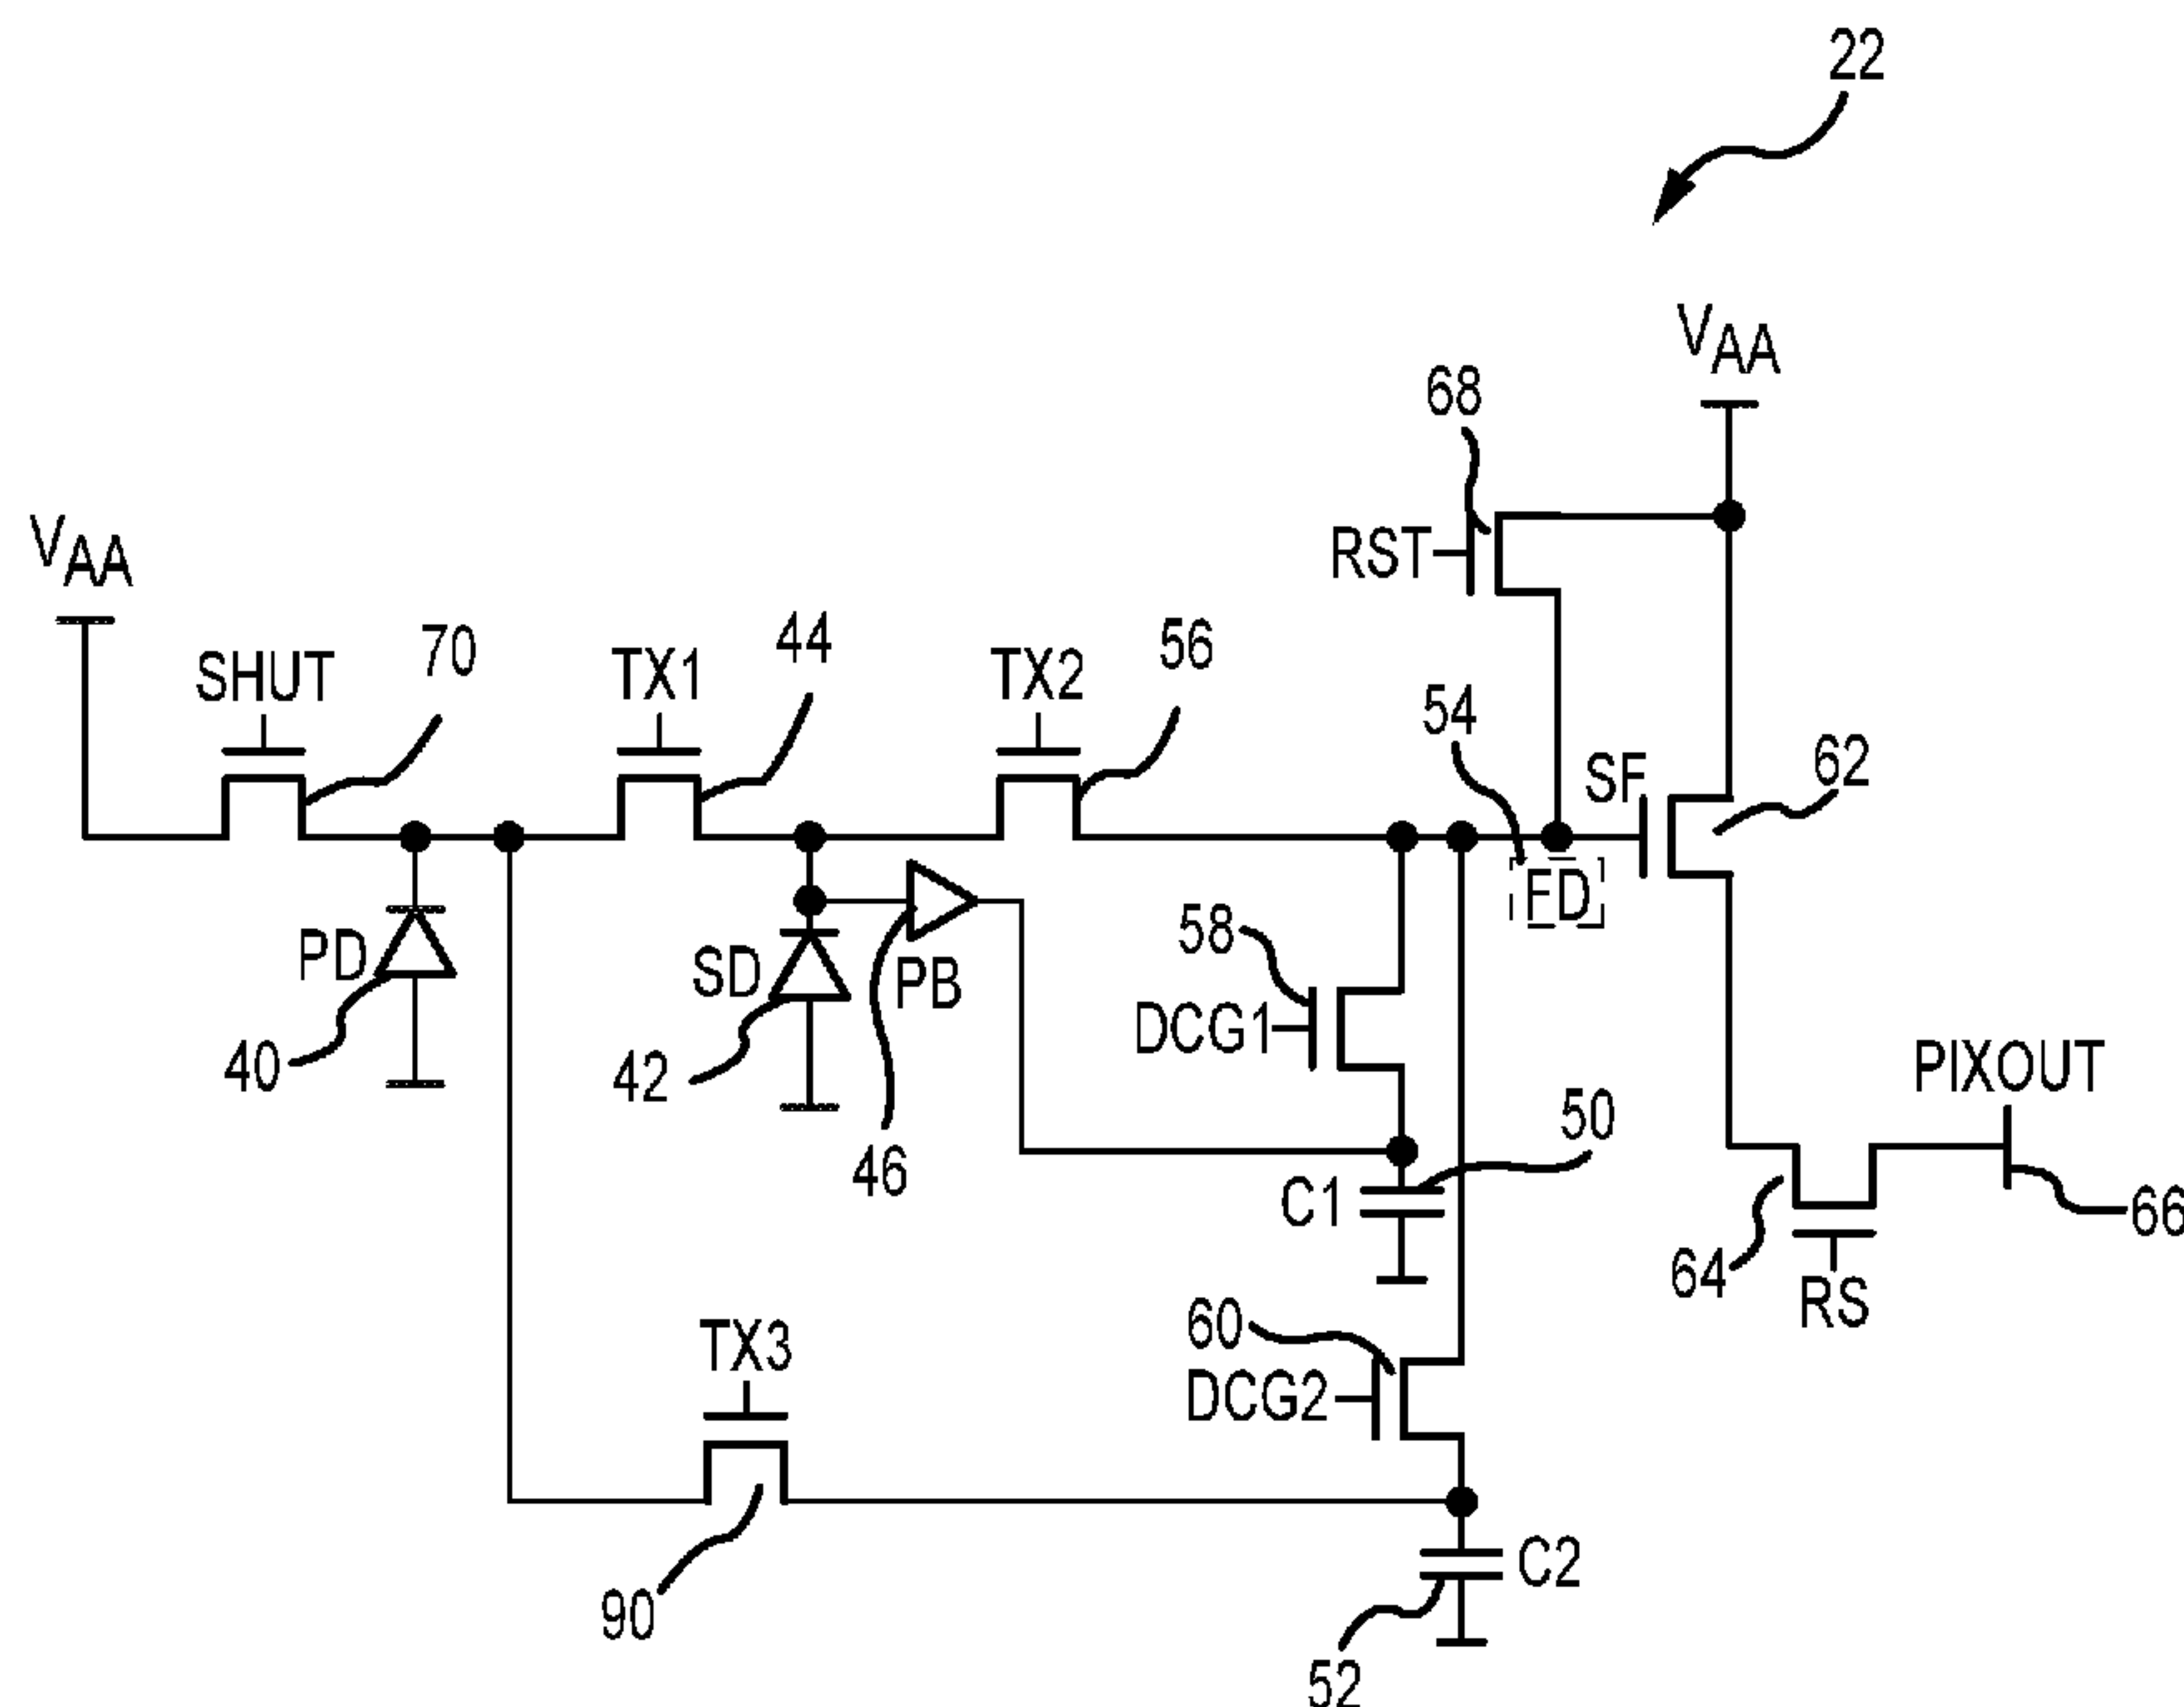 22
VAA
68
RST
VAA
SHUT
70
TX1
44
TX2
56
54
SF
62
FD
PD
40
SD
42
PB
46
58
DCG1
50
C1
PIXOUT
66
64
RS
60
DCG2
TX3
90
C2
52